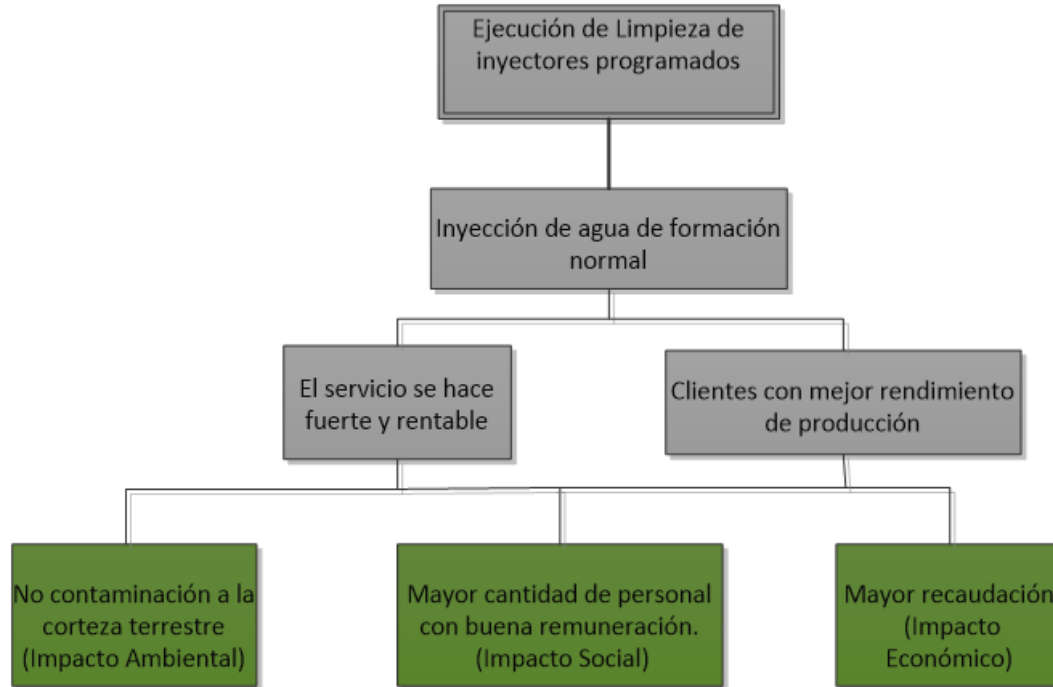 Ejecución de Limpieza de
inyectores programados
Inyección de agua de formación
normal
El servicio se hace
fuerte y rentable
Clientes con mejor rendimiento
de producción
No contaminación a la
corteza terrestre
(Impacto Ambiental)
Mayor cantidad de personal
con buena remuneración.
(Impacto Social)
Mayor recaudación
(Impacto
Económico)